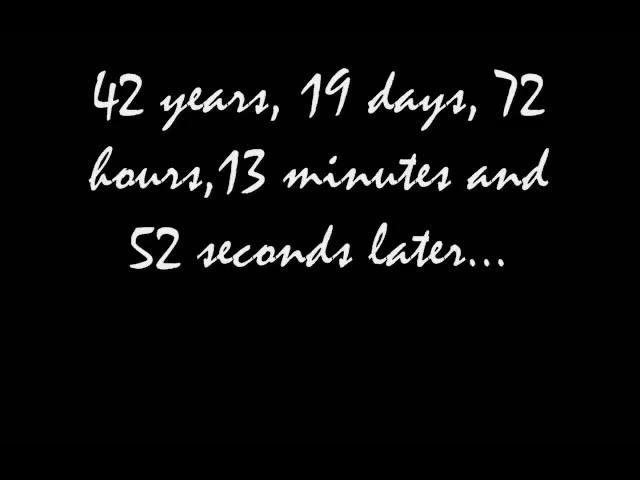 42 years, 19 days, 72
hours,13 minutes and
52 seconds later...